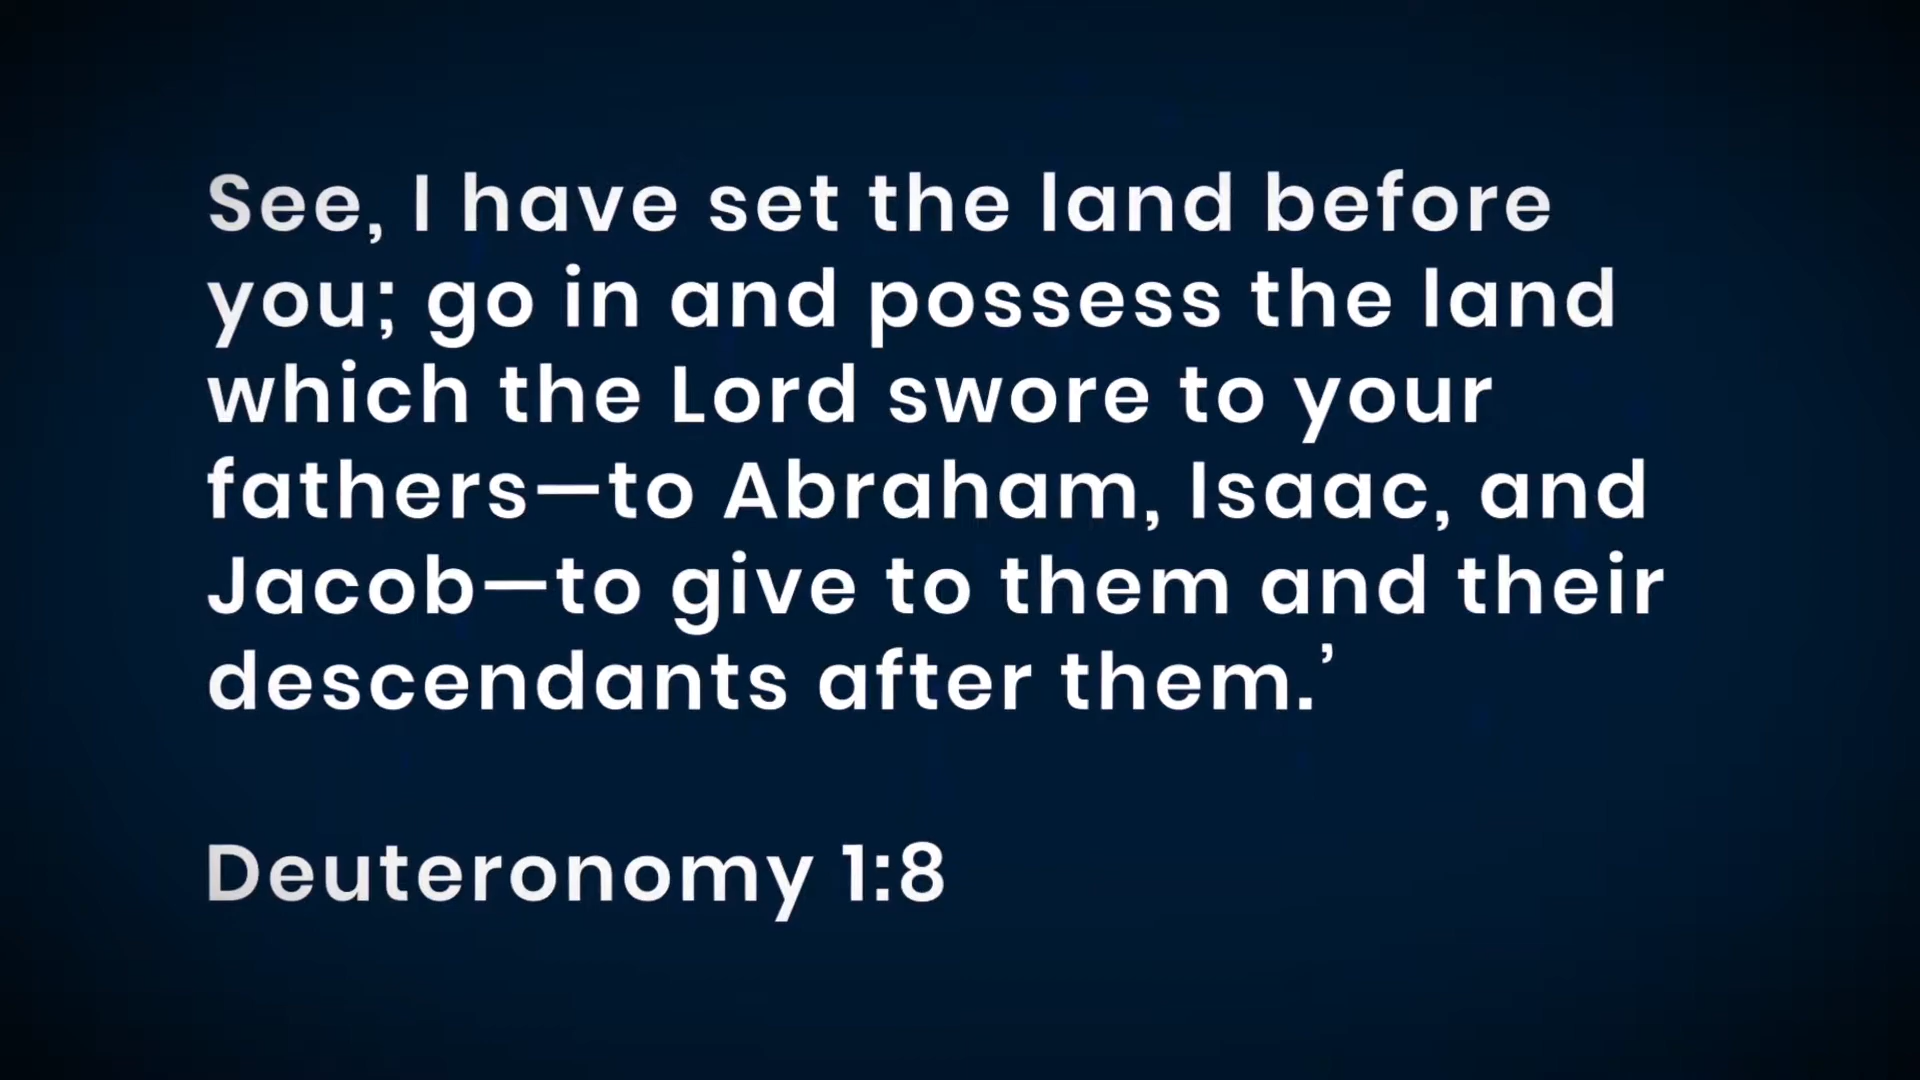 See, I have set the land before
you; go in and possess the land
which the Lord swore to your
fathers—to Abraham, Isaac, and
Jacob—to give to them and their
descendants after them.’
Deuteronomy 1:8